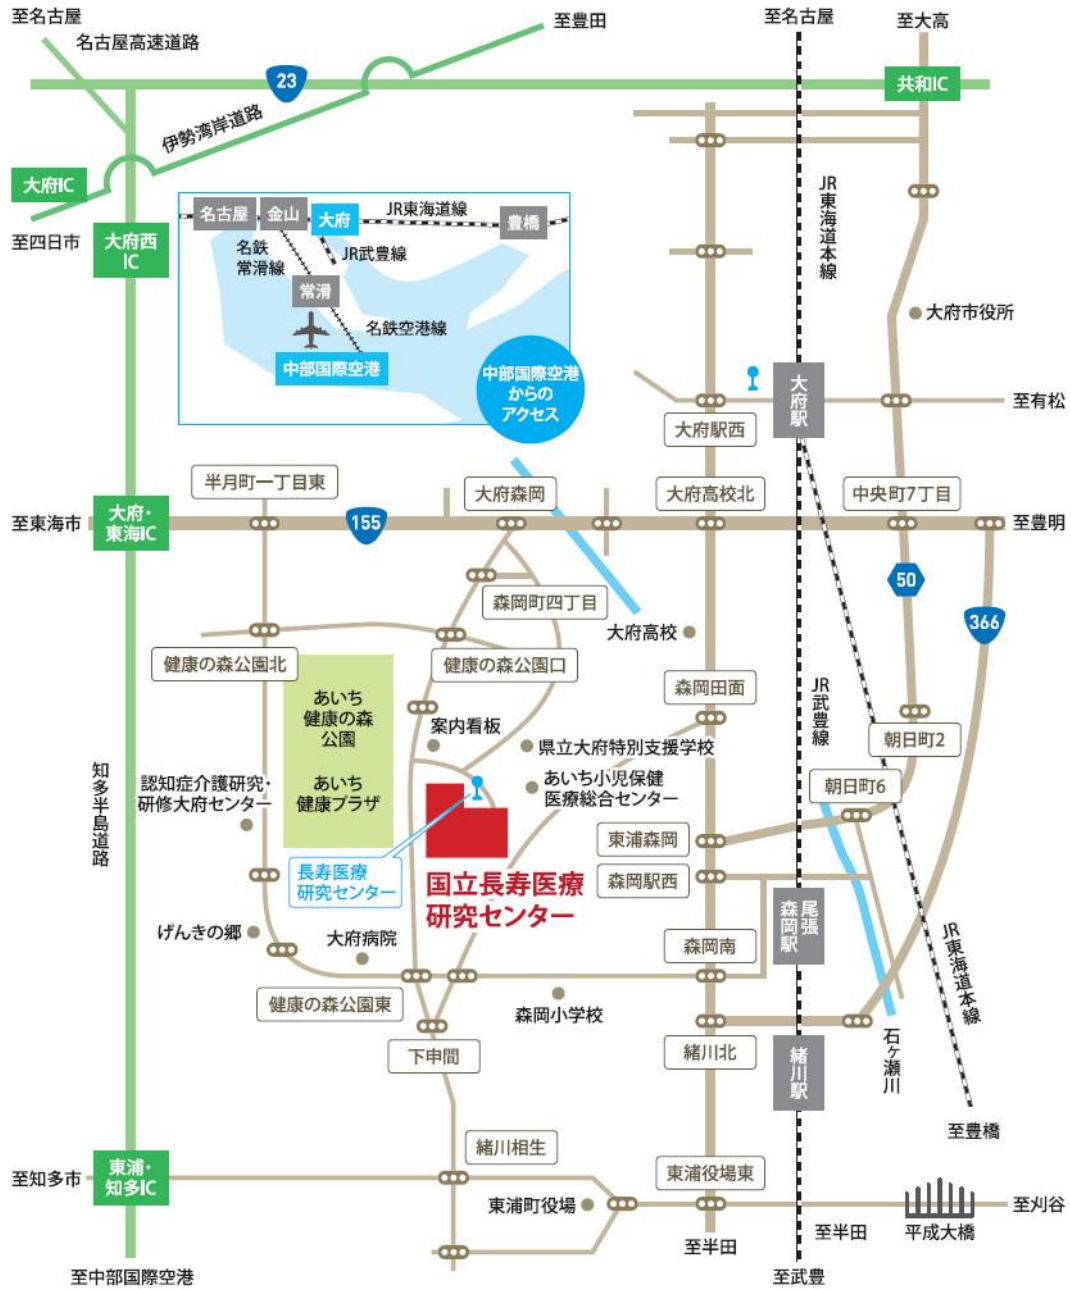 至名古屋
名古屋高速道路
至豊田
至名古屋
至大高
23
共和IC
伊勢湾岸道路
大府IC
至四日市
大府西
IC
名古屋
金山
大府
JR東海道線
豊橋
名鉄
常滑線
JR武豊線
常滑
名鉄空港線
中部国際空港
中部国際空港
からの
アクセス
JR東海道本線
大府市役所
大府駅
至有松
大府駅西
半月町一丁目東
大府森岡
大府高校北
中央町7丁目
至東海市
大府・
東海IC
155
至豊明
50
366
森岡町四丁目
大府高校
健康の森公園北
健康の森公園口
森岡田面
あいち
健康の森
公園
あいち
健康プラザ
案内看板
県立大府特別支援学校
あいち小児保健
医療総合センター
JR武豊線
朝日町2
朝日町6
知多半島道路
認知症介護研究・
研修大府センター
長寿医療
研究センター
国立長寿医療
研究センター
東浦森岡
森岡駅西
尾張
森岡駅
げんきの郷
大府病院
森岡南
JR東海道本線
健康の森公園東
森岡小学校
下申間
緒川北
緒川駅
石ヶ瀬川
至豊橋
緒川相生
至知多市
東浦・
知多IC
東浦町役場
東浦役場東
至刈谷
平成大橋
至半田
至半田
至中部国際空港
至武豊